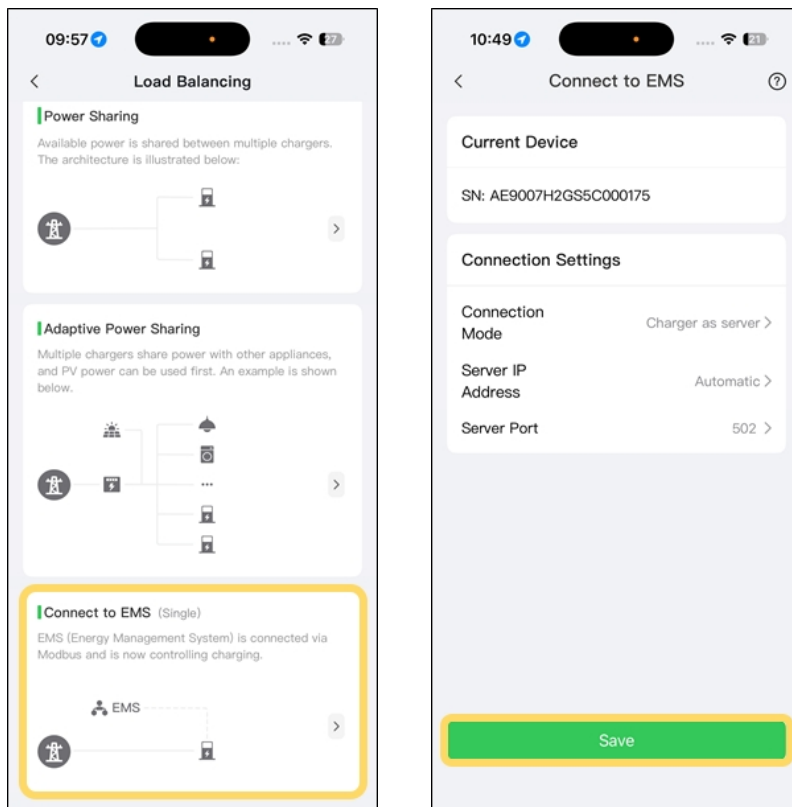 09:57
27
Load Balancing
Power Sharing
Available power is shared between multiple chargers.
The architecture is illustrated below:
Adaptive Power Sharing
Multiple chargers share power with other appliances,
and PV power can be used first. An example is shown
below.
Connect to EMS (Single)
EMS (Energy Management System) is connected via
Modbus and is now controlling charging.
EMS
10:49
21
Connect to EMS
Current Device
SN: AE9007H2GS5C000175
Connection Settings
Connection
Mode
Charger as server
Server IP
Address
Automatic
Server Port
502
Save